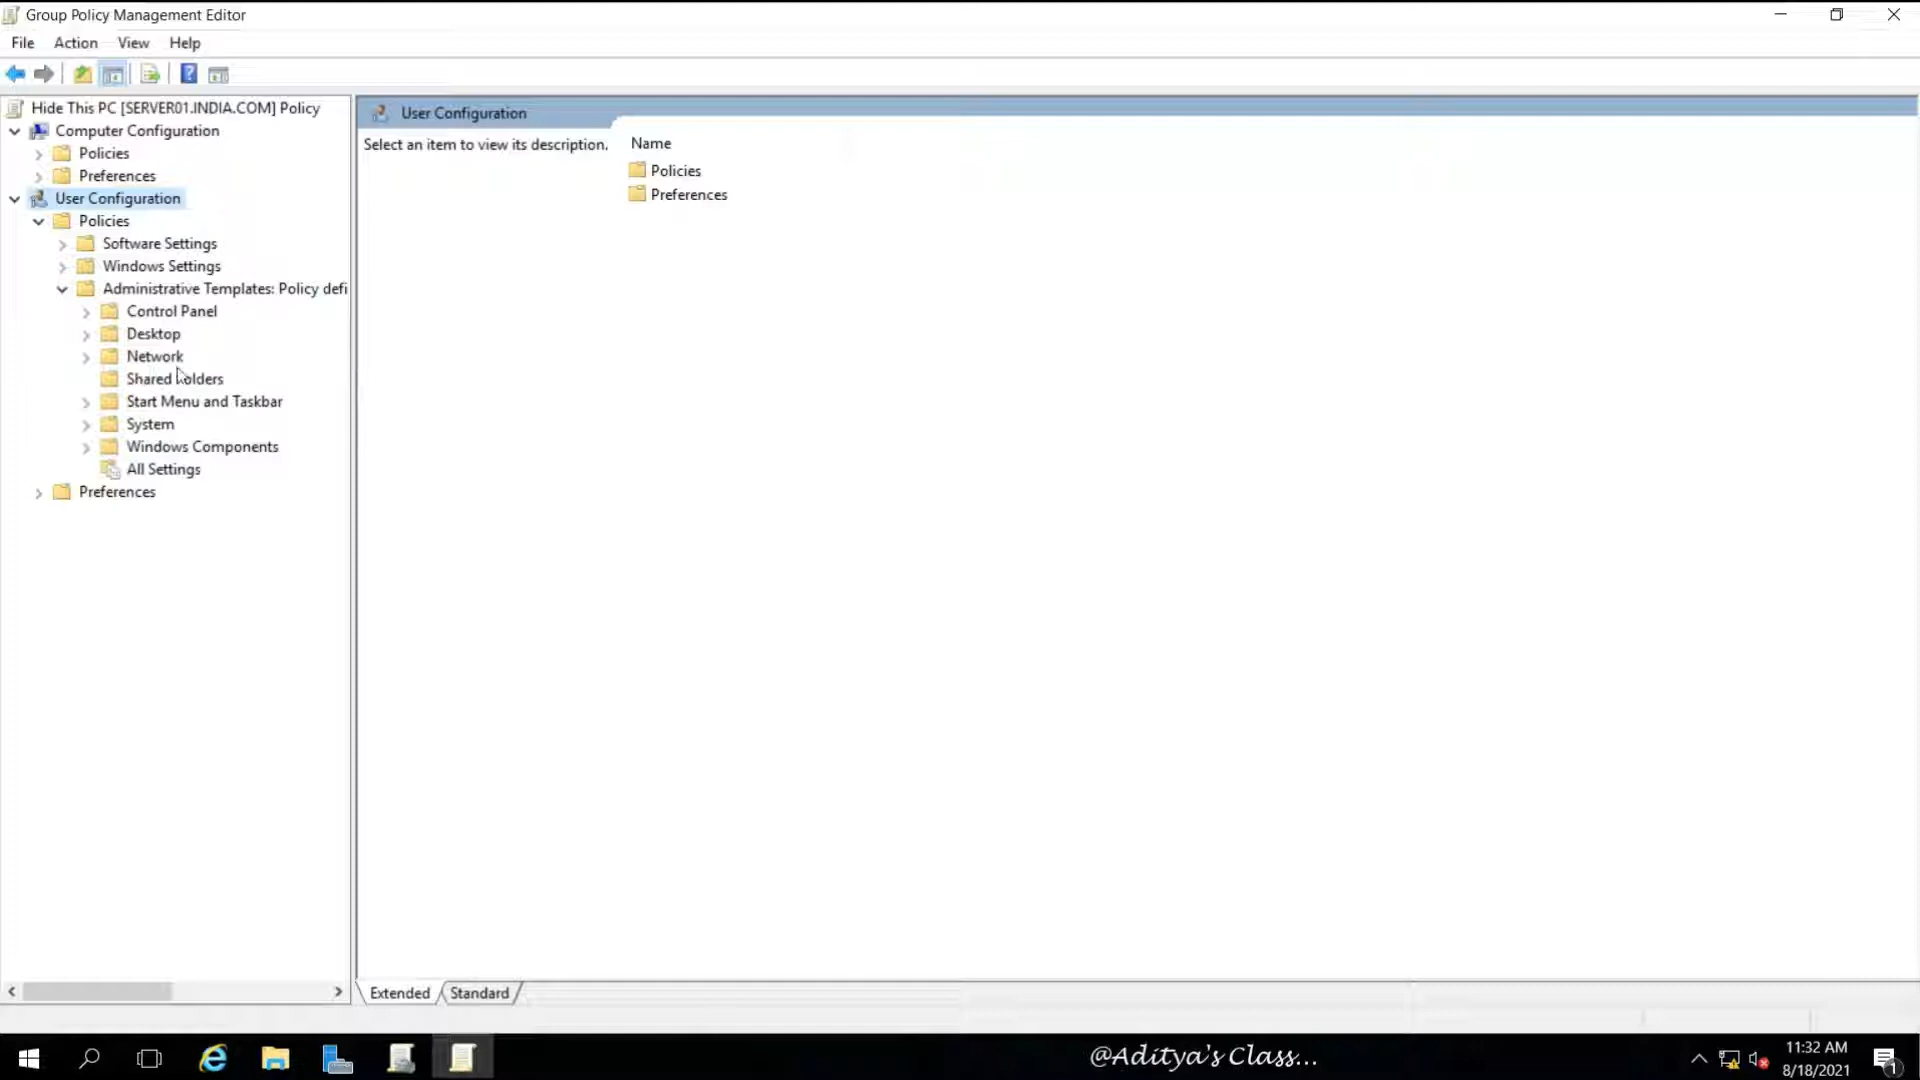 Group Policy Management Editor
File Action View Help
Hide This PC [SERVER01.INDIA.COM] Policy
Computer Configuration
Policies
Preferences
User Configuration
Policies
Software Settings
Windows Settings
Administrative Templates: Policy defi
Control Panel
Desktop
Network
Shared Folders
Start Menu and Taskbar
System
Windows Components
All Settings
Preferences
User Configuration
Select an item to view its description.
Name
Policies
Preferences
Extended Standard
@Aditya's Class...
11:32 AM
8/18/2021
1